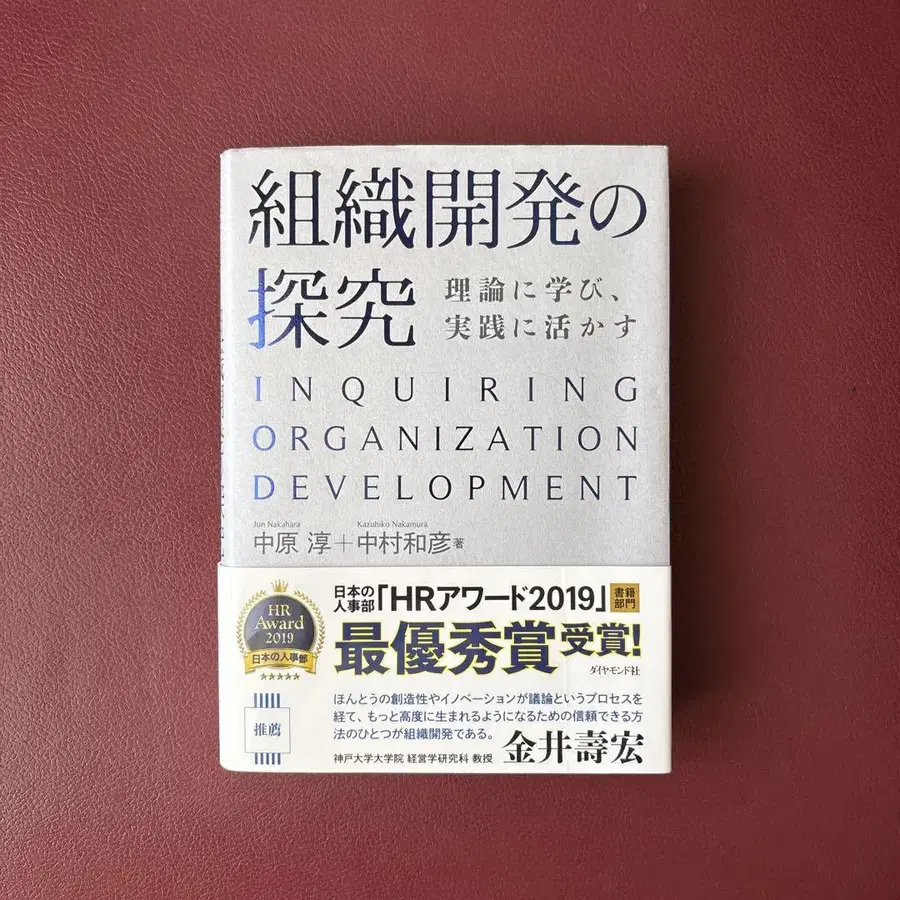 組織開発の
探究
理論に学び、
実践に活かす
INQUIRING
ORGANIZATION
DEVELOPMENT
Jun Nakahara Kazuhiko Nakamura
中原 淳+中村和彦 著
日本の人事部「HRアワード2019」書籍部門
最優秀賞受賞!
ダイヤモンド社
HR
Award
2019
日本の人事部
推薦
ほんとうの創造性やイノベーションが議論というプロセスを
経て、もっと高度に生まれるようになるための信頼できる方
法のひとつが組織開発である。
神戸大学大学院 経営学研究科 教授 金井壽宏